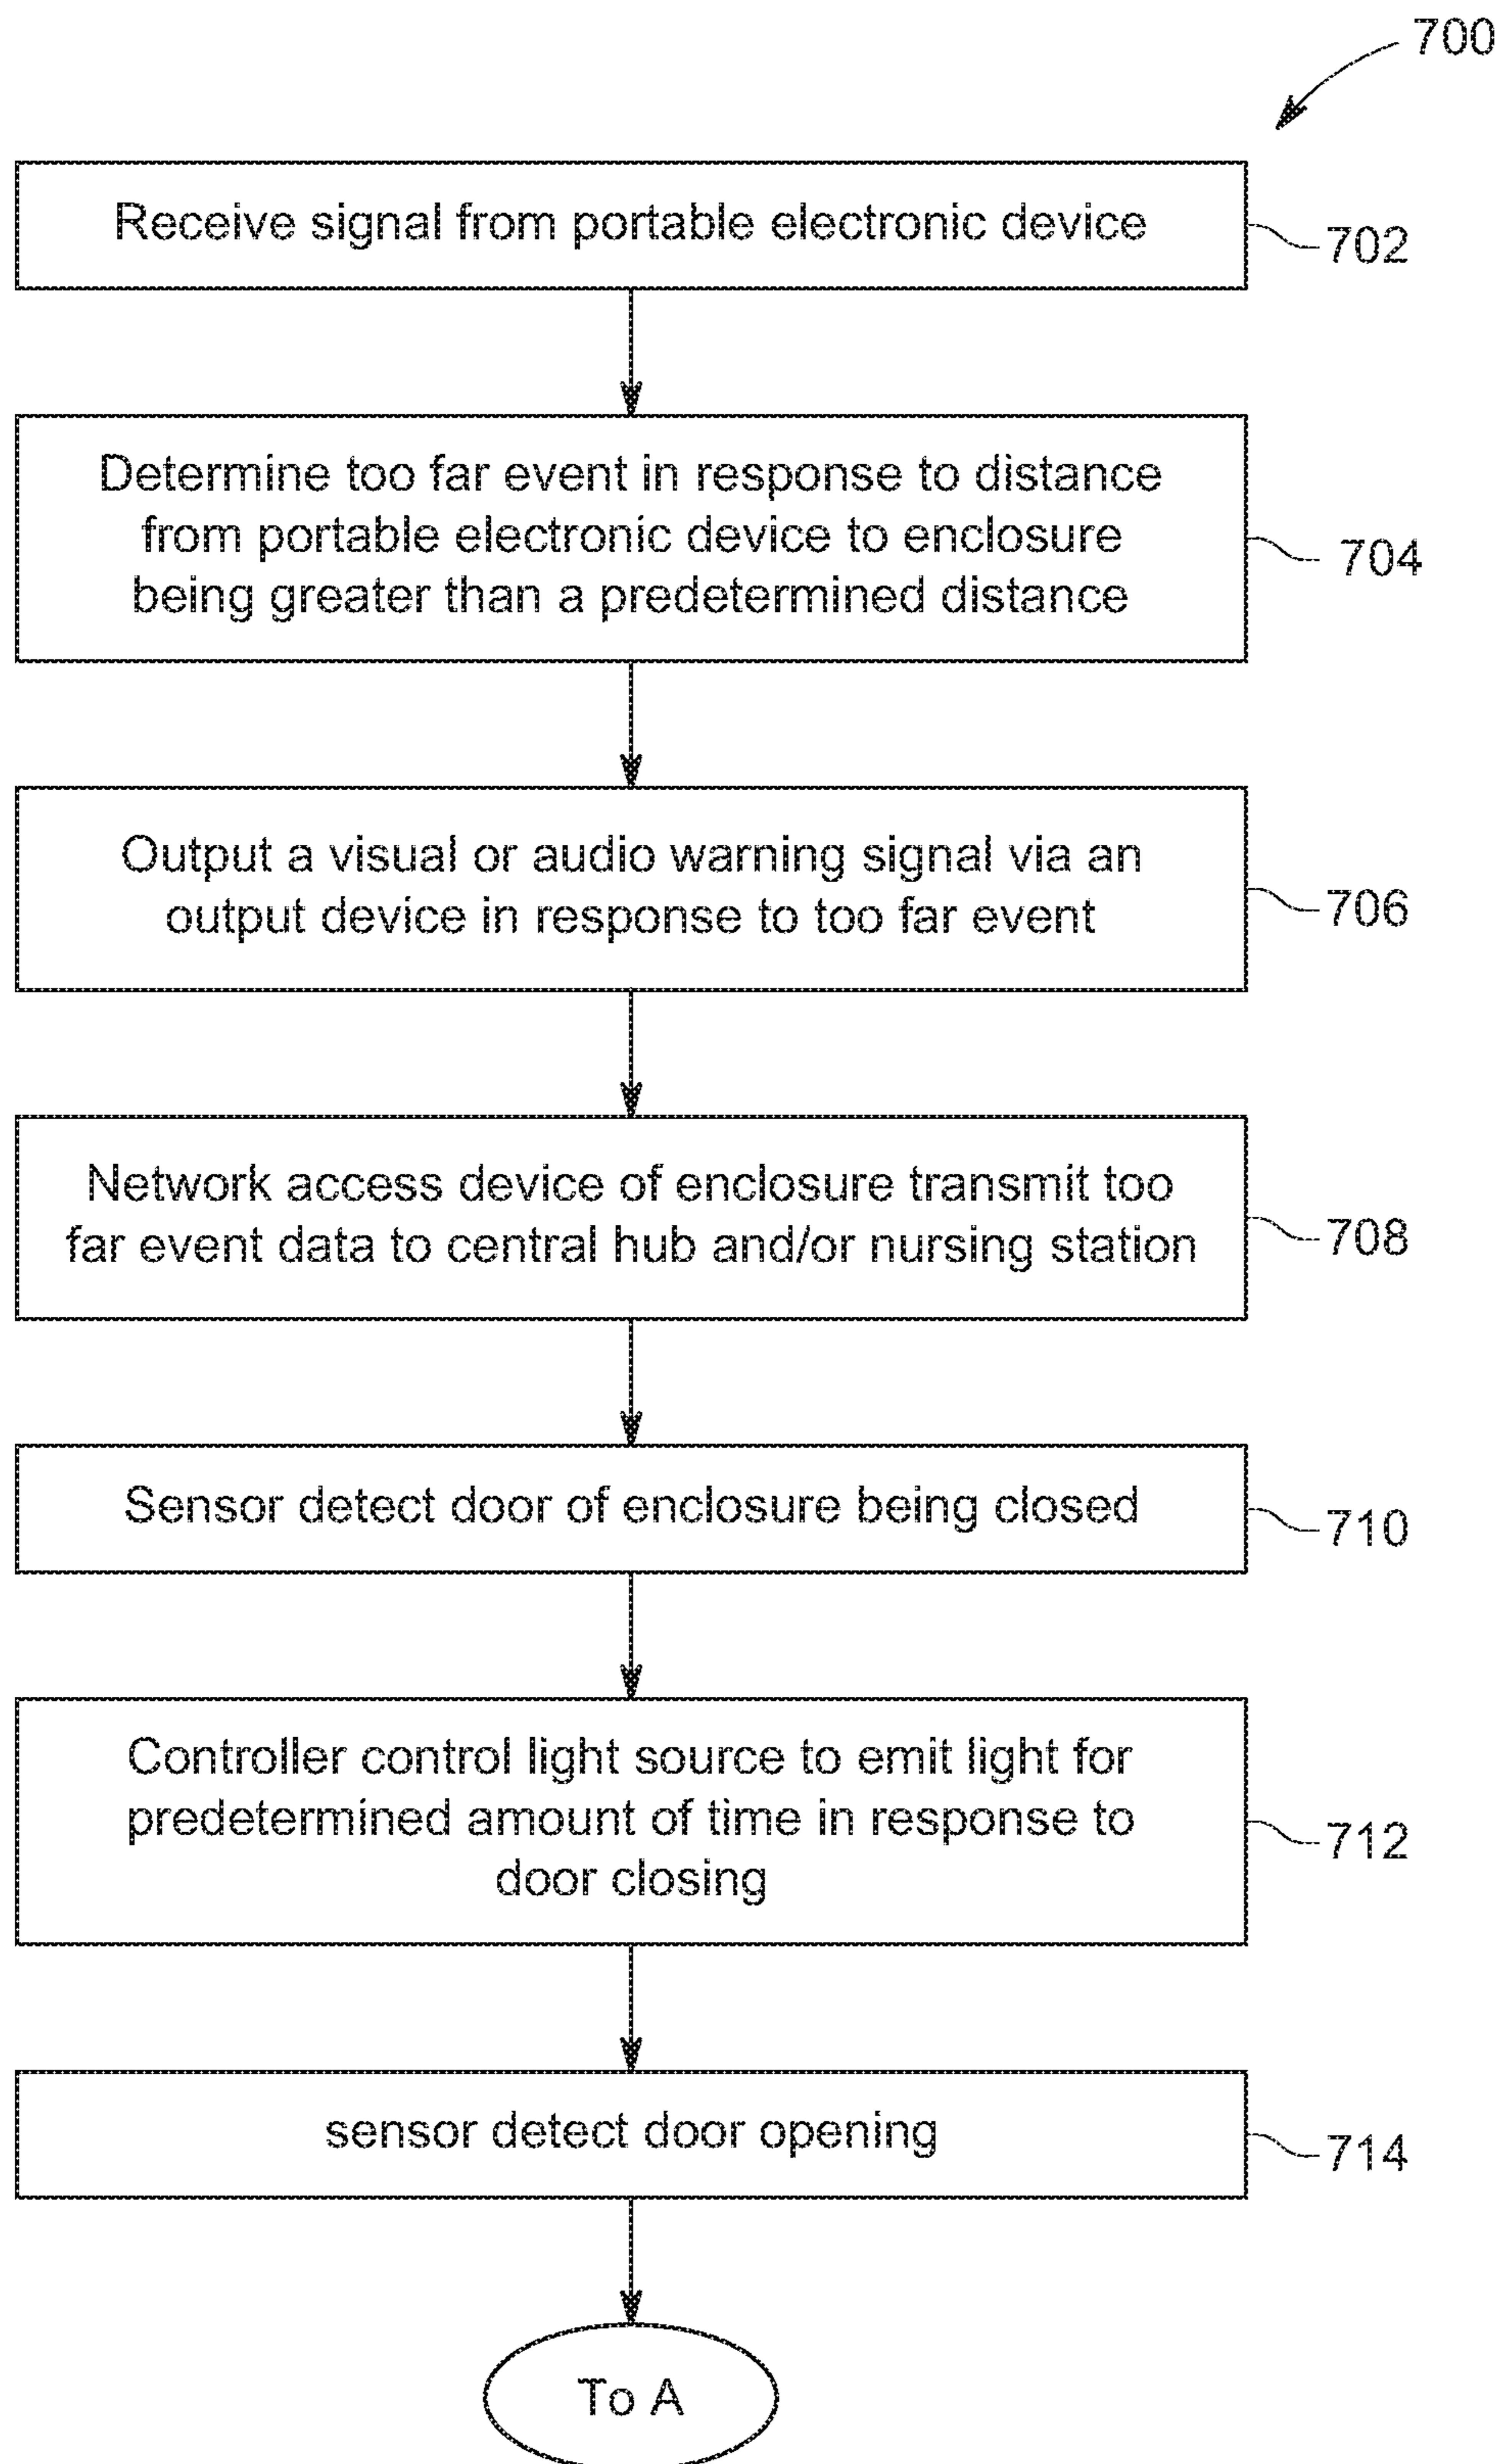 700
Receive signal from portable electronic device
702
Determine too far event in response to distance
from portable electronic device to enclosure
being greater than a predetermined distance
704
Output a visual or audio warning signal via an
output device in response to too far event
706
Network access device of enclosure transmit too
far event data to central hub and/or nursing station
708
Sensor detect door of enclosure being closed
710
Controller control light source to emit light for
predetermined amount of time in response to
door closing
712
sensor detect door opening
714
To A